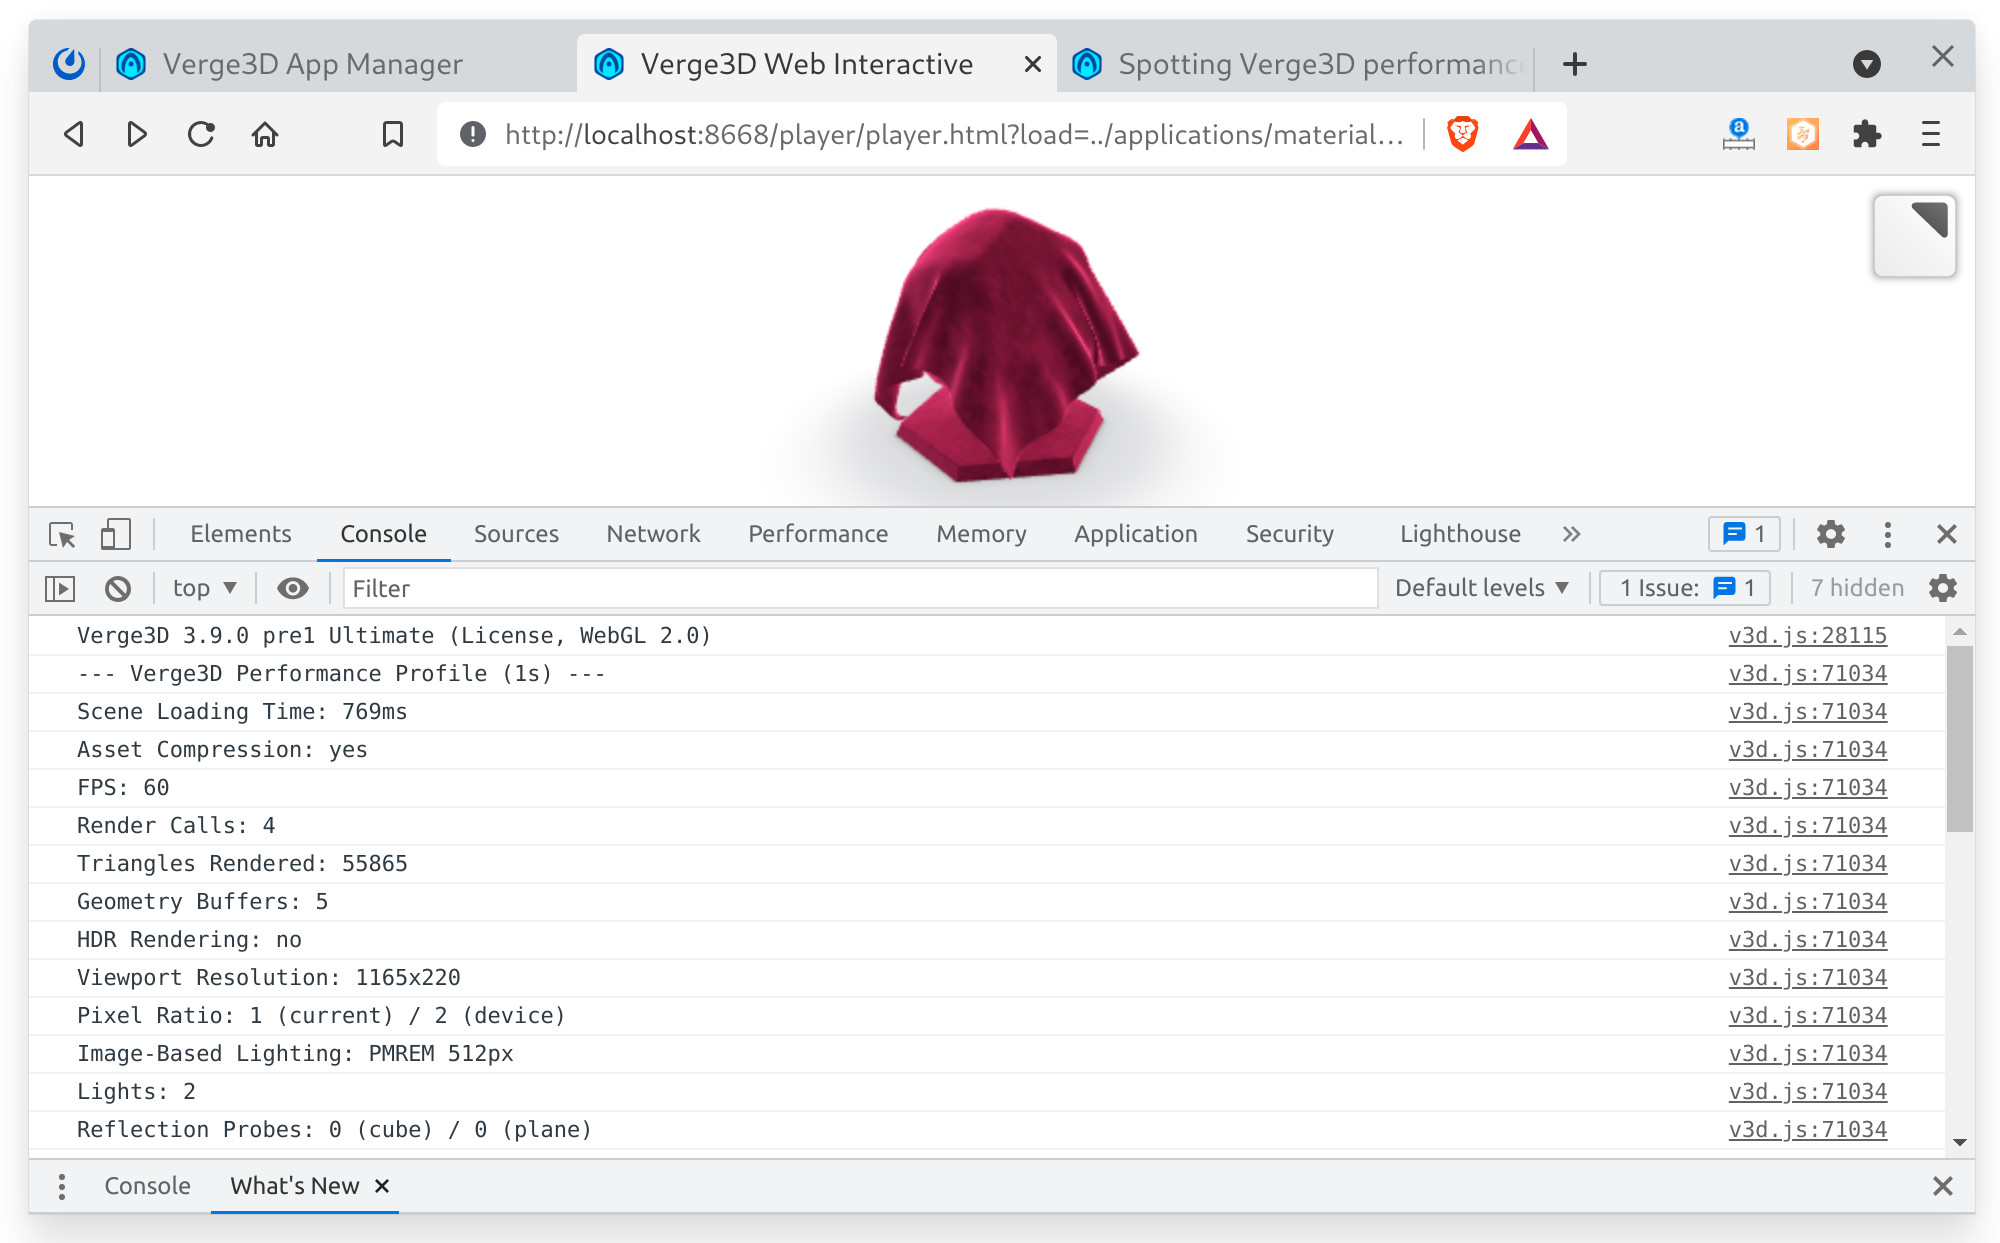 Verge3D App Manager
Verge3D Web Interactive
Spotting Verge3D performance
http://localhost:8668/player/player.html?load=../applications/material...
a
Elements Console Sources Network Performance Memory Application Security Lighthouse 1
top Filter Default levels 1 Issue: 1 7 hidden
Verge3D 3.9.0 pre1 Ultimate (License, WebGL 2.0) v3d.js:28115
--- Verge3D Performance Profile (1s) --- v3d.js:71034
Scene Loading Time: 769ms v3d.js:71034
Asset Compression: yes v3d.js:71034
FPS: 60 v3d.js:71034
Render Calls: 4 v3d.js:71034
Triangles Rendered: 55865 v3d.js:71034
Geometry Buffers: 5 v3d.js:71034
HDR Rendering: no v3d.js:71034
Viewport Resolution: 1165x220 v3d.js:71034
Pixel Ratio: 1 (current) / 2 (device) v3d.js:71034
Image-Based Lighting: PMREM 512px v3d.js:71034
Lights: 2 v3d.js:71034
Reflection Probes: 0 (cube) / 0 (plane) v3d.js:71034
Console What's New